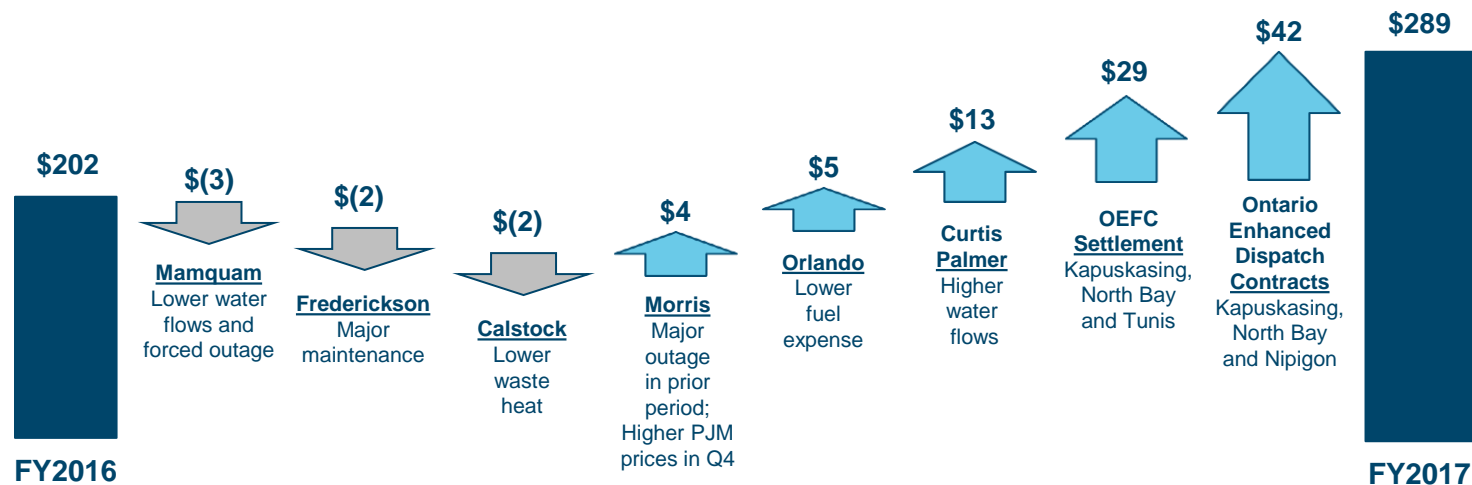 $202
FY2016
$(3)
Mamquam
Lower water
flows and
forced outage
$(2)
Frederickson
Major
maintenance
$(2)
Calstock
Lower
waste
heat
$4
Morris
Major
outage
in prior
period;
Higher PJM
prices in Q4
$5
Orlando
Lower
fuel
expense
$13
Curtis
Palmer
Higher
water
flows
$29
OEFC
Settlement
Kapuskasing,
North Bay
and Tunis
$42
Ontario
Enhanced
Dispatch
Contracts
Kapuskasing,
North Bay
and Nipigon
$289
FY2017